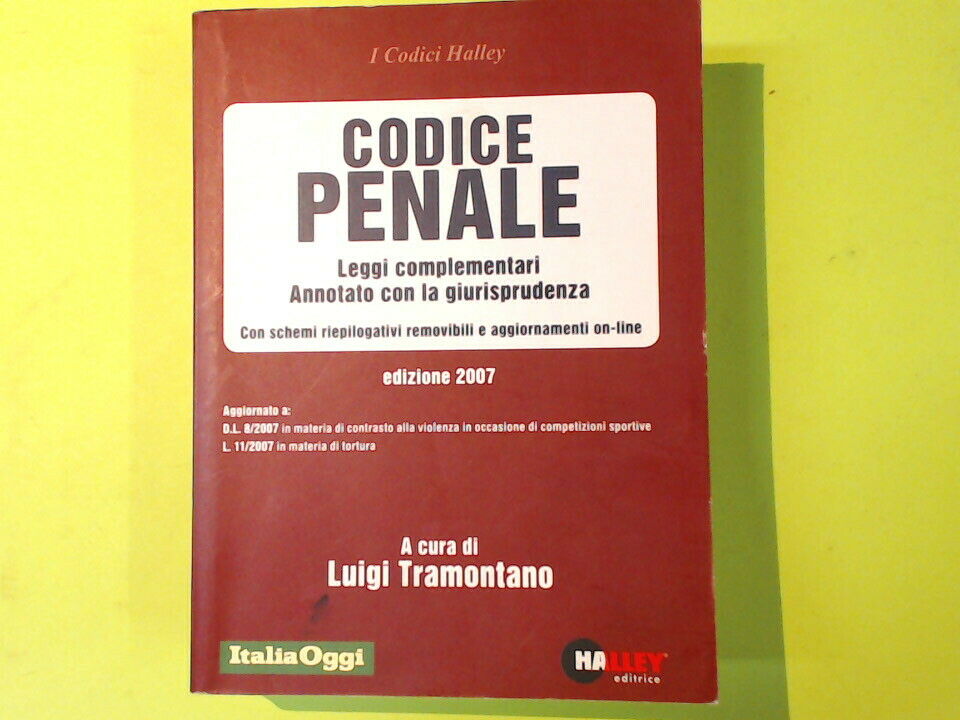 I Codici Halley
CODICE
PENALE
Leggi complementari
Annotato con la giurisprudenza
Con schemi riepilogativi removibili e aggiornamenti on-line
edizione 2007
Aggiornato a:
D.L. 8/2007 in materia di contrasto alla violenza in occasione di competizioni sportive
L. 11/2007 in materia di tortura
A cura di
Luigi Tramontano
ItaliaOggi
HALLEY
editrice